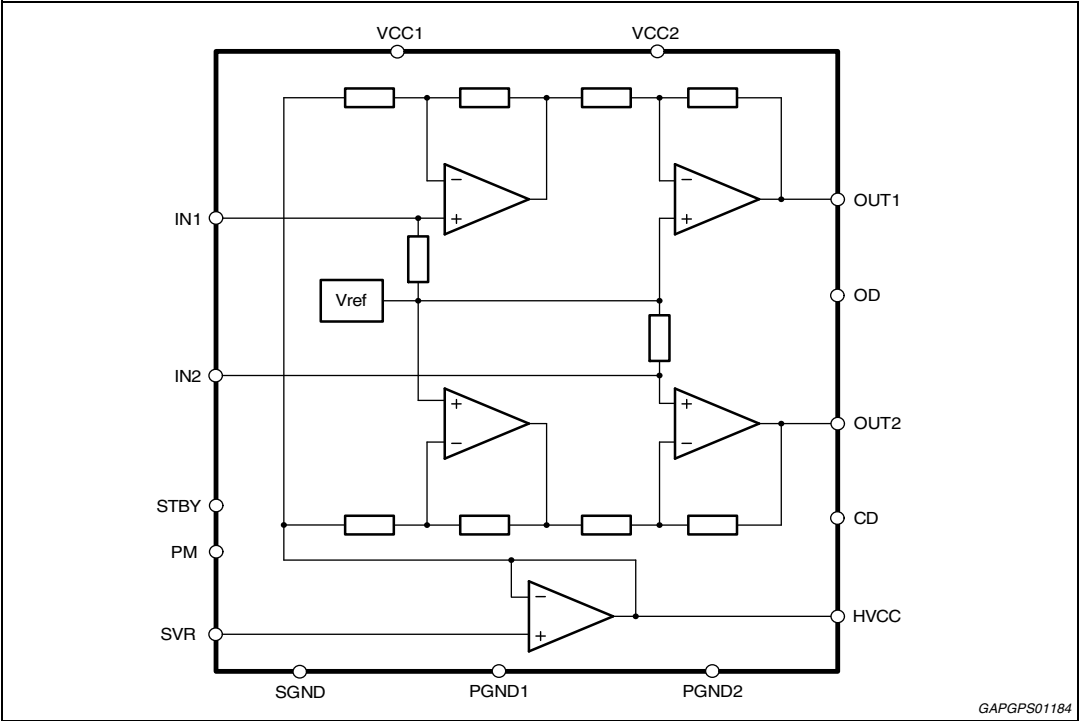 VCC1 VCC2
−
+
−
+
IN1
OUT1
Vref
OD
IN2
+
−
+
−
OUT2
STBY
CD
PM
−
+
HVCC
SVR
SGND PGND1 PGND2
GAPGPS01184